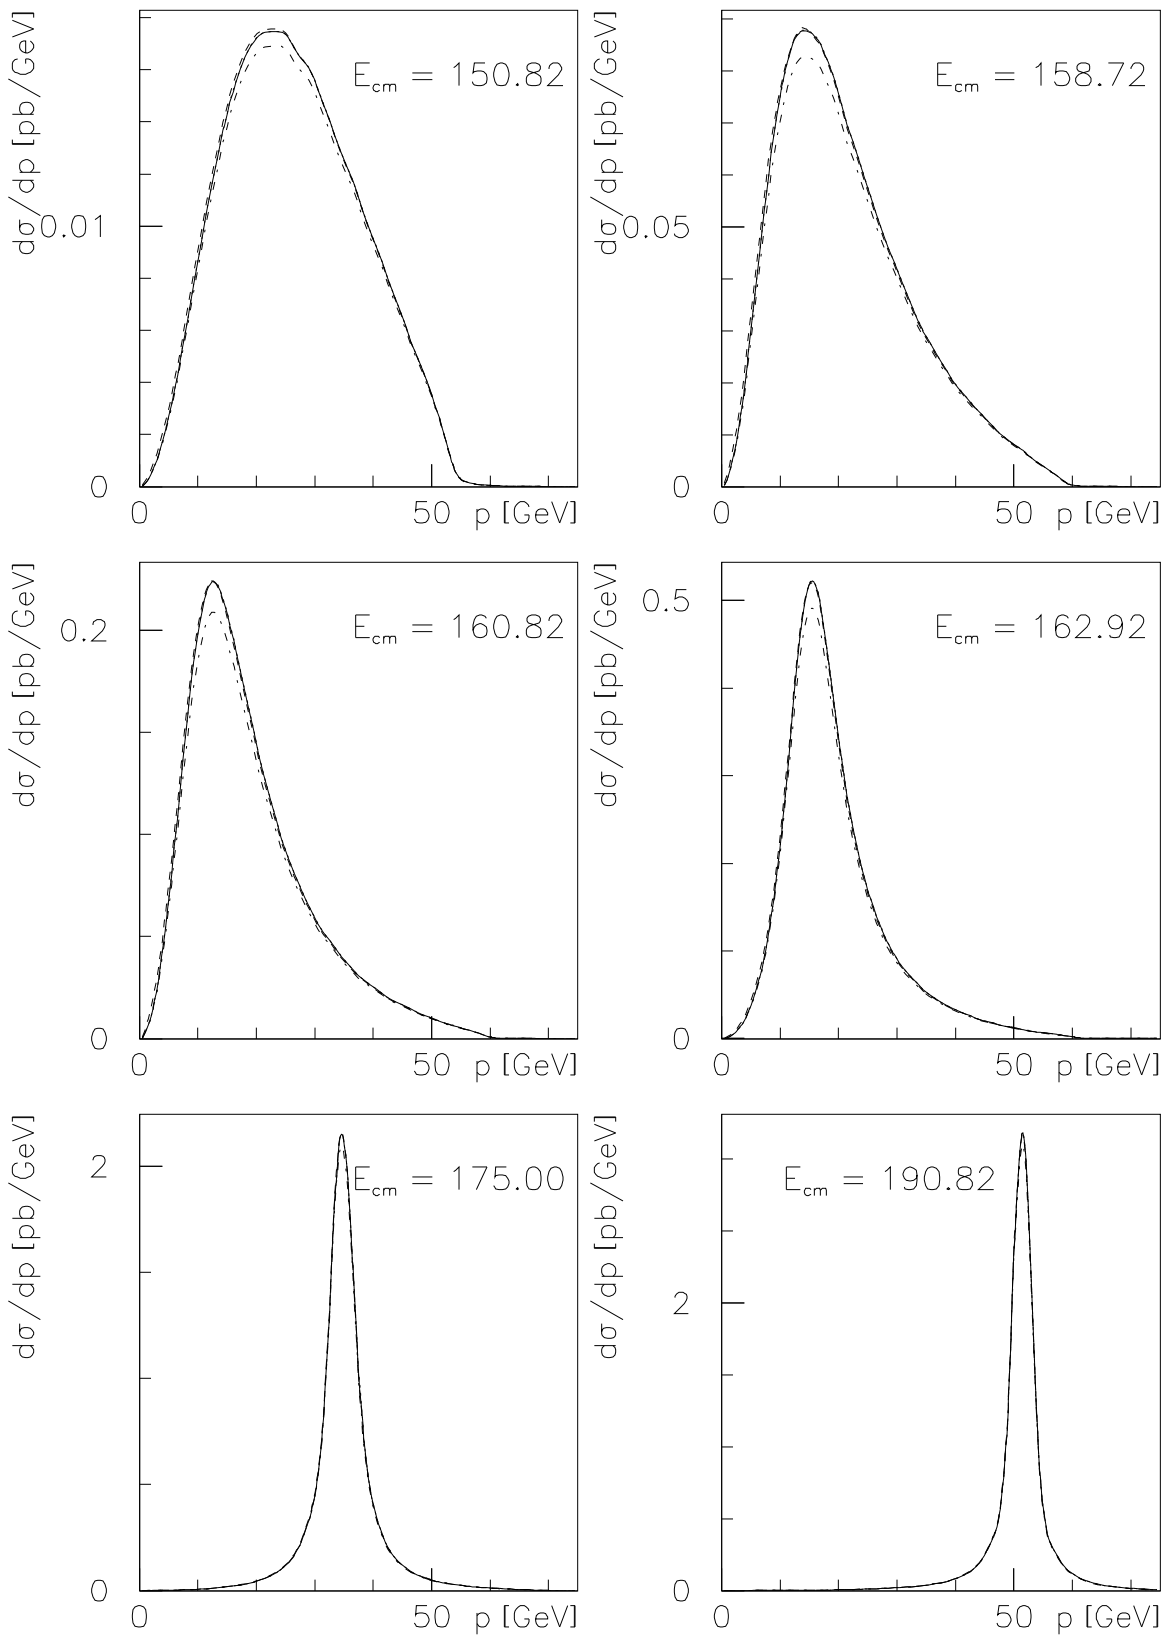 dσ/dp [pb/GeV]
E_cm = 150.82
0.01
0
0
50
p [GeV]
dσ/dp [pb/GeV]
E_cm = 158.72
0.05
0
0
50
p [GeV]
dσ/dp [pb/GeV]
E_cm = 160.82
0.2
0
0
50
p [GeV]
dσ/dp [pb/GeV]
E_cm = 162.92
0.5
0
0
50
p [GeV]
dσ/dp [pb/GeV]
E_cm = 175.00
2
0
0
50
p [GeV]
dσ/dp [pb/GeV]
E_cm = 190.82
2
0
0
50
p [GeV]